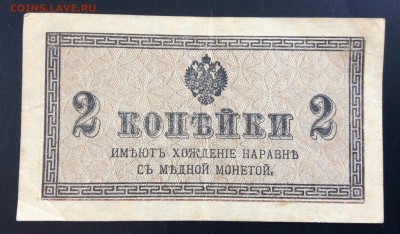 COINS.LAVE.RU
2 КОПѢЙКИ 2
ИМѢЮТЪ ХОЖДЕНІЕ НАРАВНѢ
СЪ МѢДНОЙ МОНЕТОЙ.